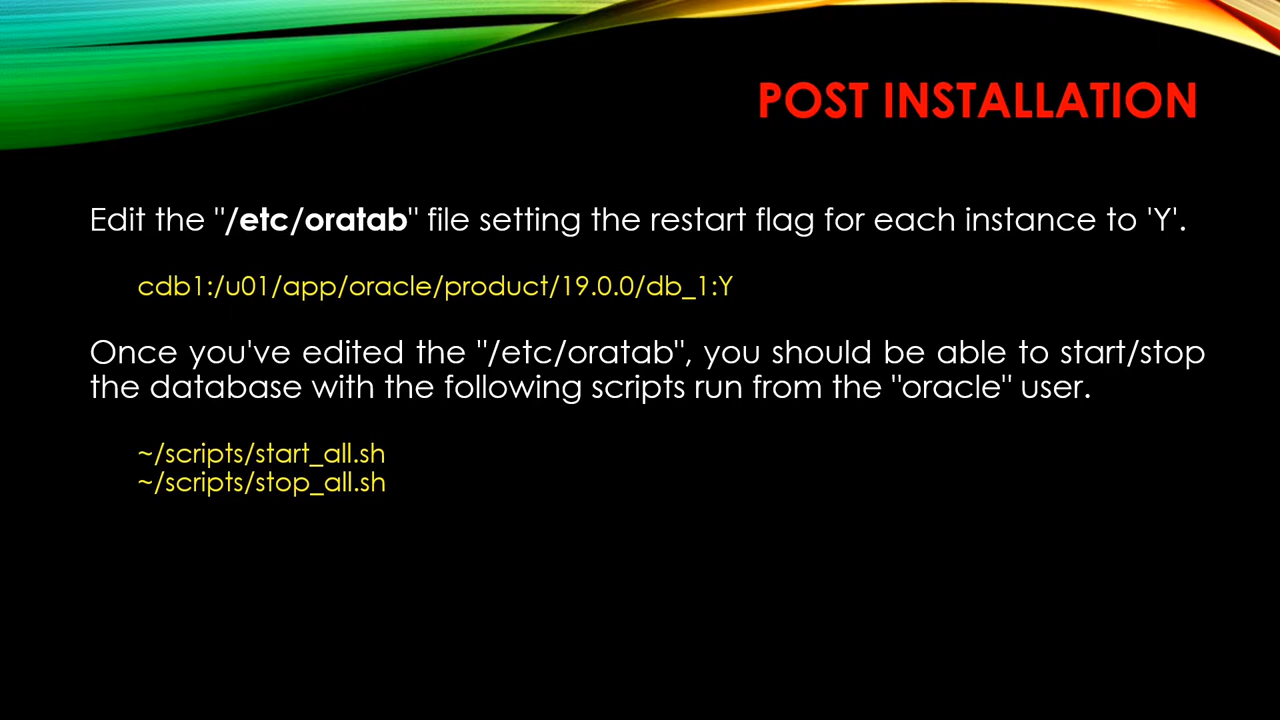 POST INSTALLATION
Edit the "/etc/oratab" file setting the restart flag for each instance to 'Y'.
cdb1:/u01/app/oracle/product/19.0.0/db_1:Y
Once you've edited the "/etc/oratab", you should be able to start/stop
the database with the following scripts run from the "oracle" user.
~/scripts/start_all.sh
~/scripts/stop_all.sh